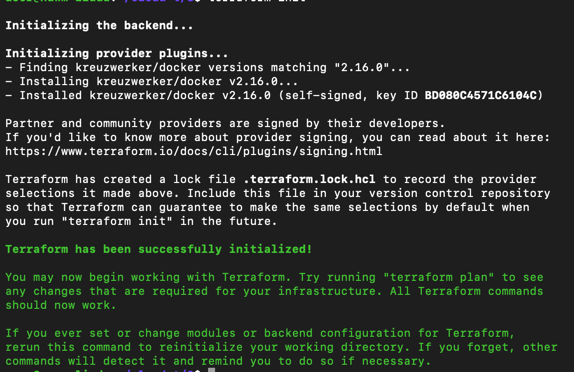 Initializing the backend...
Initializing provider plugins...
- Finding kreuzwerker/docker versions matching "2.16.0"...
- Installing kreuzwerker/docker v2.16.0...
- Installed kreuzwerker/docker v2.16.0 (self-signed, key ID BD080C4571C6104C)
Partner and community providers are signed by their developers.
If you'd like to know more about provider signing, you can read about it here:
https://www.terraform.io/docs/cli/plugins/signing.html
Terraform has created a lock file .terraform.lock.hcl to record the provider
selections it made above. Include this file in your version control repository
so that Terraform can guarantee to make the same selections by default when
you run "terraform init" in the future.
Terraform has been successfully initialized!
You may now begin working with Terraform. Try running "terraform plan" to see
any changes that are required for your infrastructure. All Terraform commands
should now work.
If you ever set or change modules or backend configuration for Terraform,
rerun this command to reinitialize your working directory. If you forget, other
commands will detect it and remind you to do so if necessary.